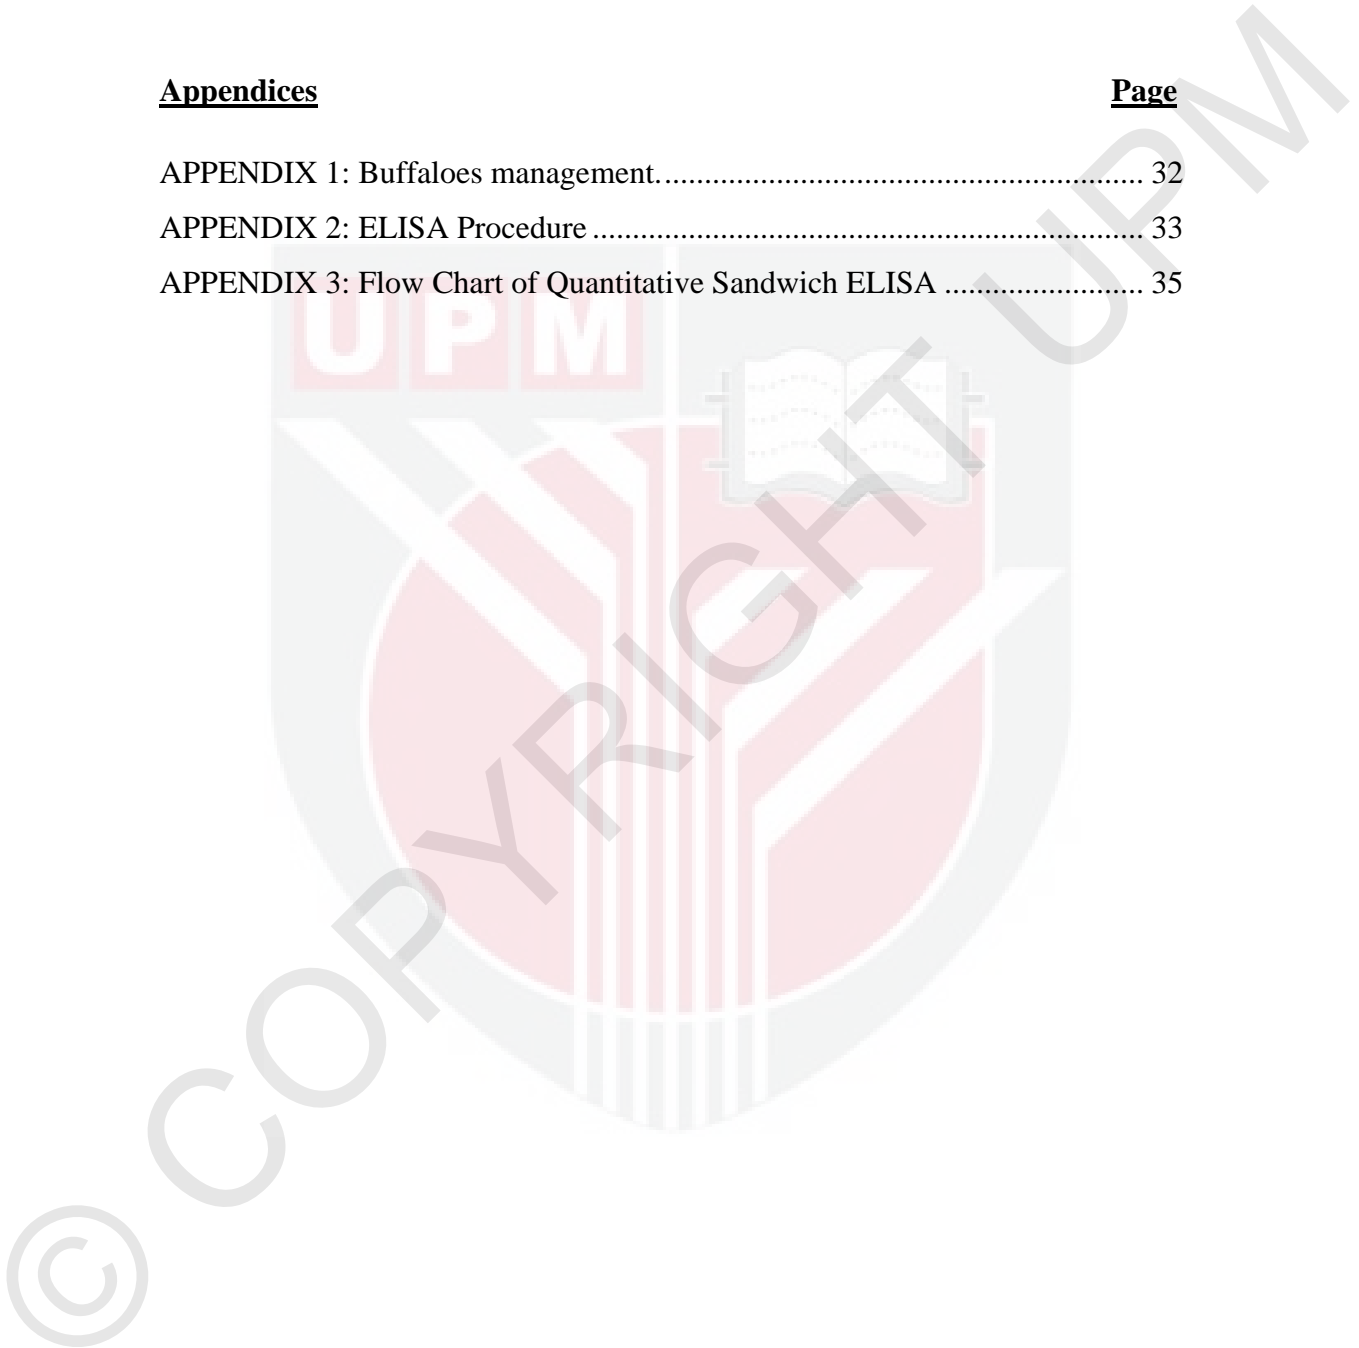 Appendices Page
APPENDIX 1: Buffaloes management. ............................................................ 32
APPENDIX 2: ELISA Procedure ...................................................................... 33
APPENDIX 3: Flow Chart of Quantitative Sandwich ELISA ......................... 35
UPM
© COPYRIGHT UPM